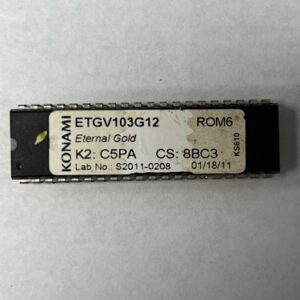 KONAMI
ETGV103G12 ROM6
Eternal Gold
K2: C5PA CS: 8BC3
Lab No.: S2011-0208 01/18/11
KS610